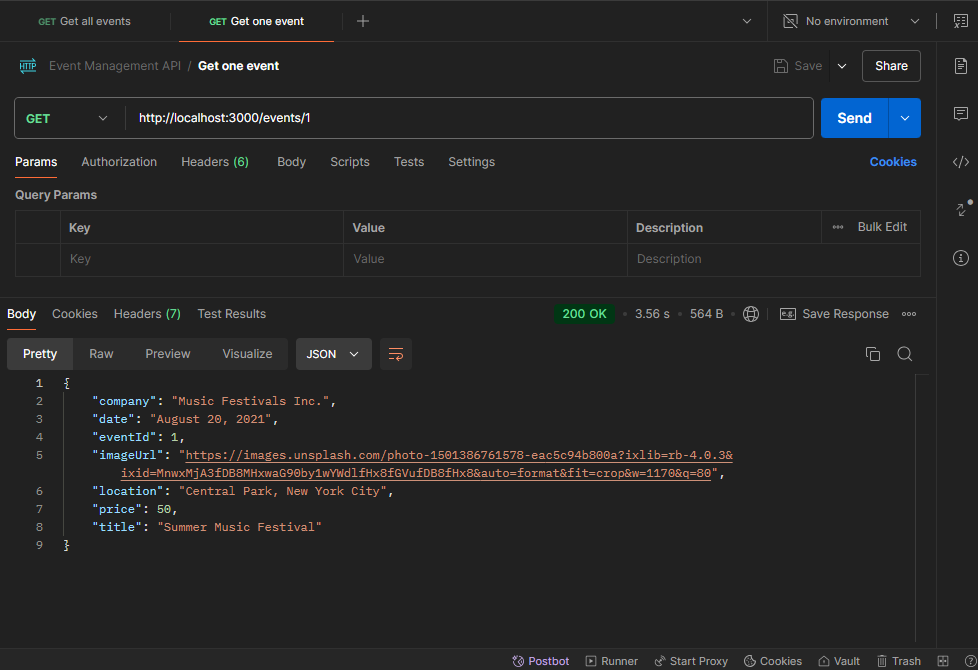 GET Get all events GET Get one event No environment
HTTP Event Management API / Get one event Save Share
GET http://localhost:3000/events/1 Send
Params Authorization Headers (6) Body Scripts Tests Settings Cookies
Query Params
Key Value Description Bulk Edit
Key Value Description
Body Cookies Headers (7) Test Results 200 OK • 3.56 s • 564 B • e.g. Save Response
Pretty Raw Preview Visualize JSON
1 {
2 "company": "Music Festivals Inc.",
3 "date": "August 20, 2021",
4 "eventId": 1,
5 "imageUrl": "https://images.unsplash.com/photo-1501386761578-eac5c94b800a?ixlib=rb-4.0.3&
ixid=MnwxMjA3fDB8MHxwaG90by1wYWdlfHx8fGVufDB8fHx8&auto=format&fit=crop&w=1170&q=80",
6 "location": "Central Park, New York City",
7 "price": 50,
8 "title": "Summer Music Festival"
9 }
Postbot Runner Start Proxy Cookies Vault Trash